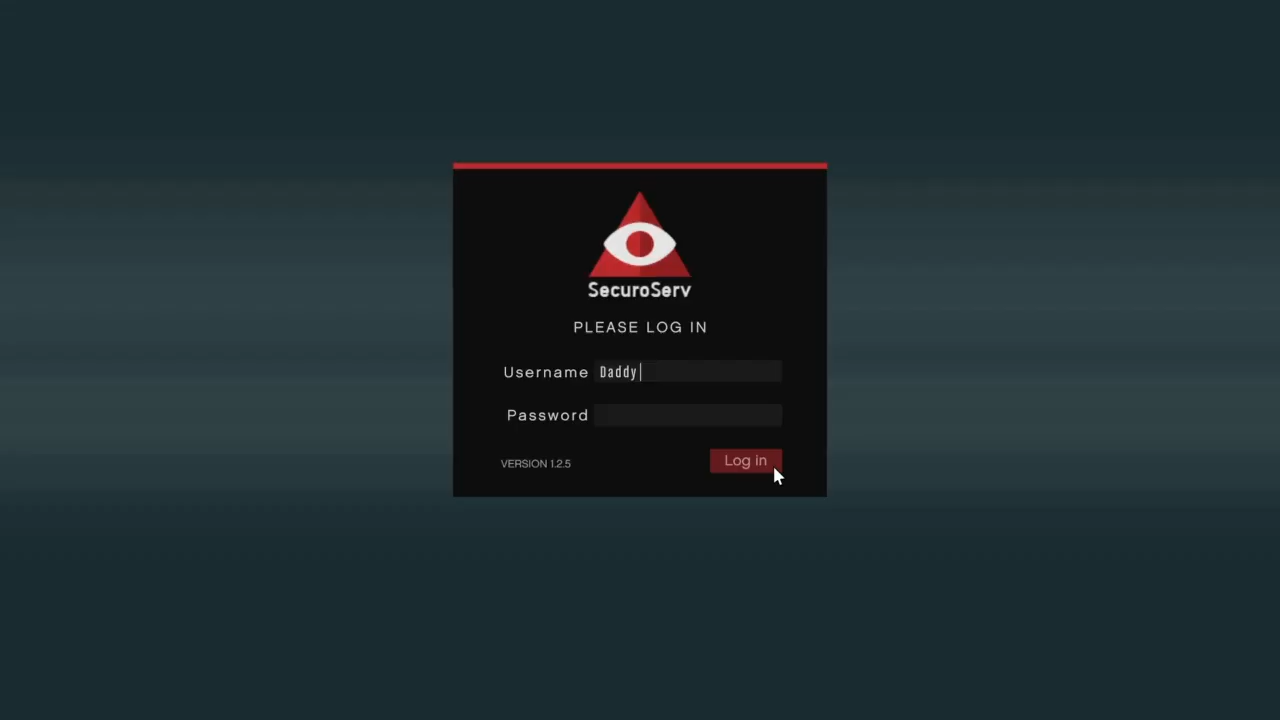 SecuroServ
PLEASE LOG IN
Username Daddy
Password
VERSION 1.2.5 Log in